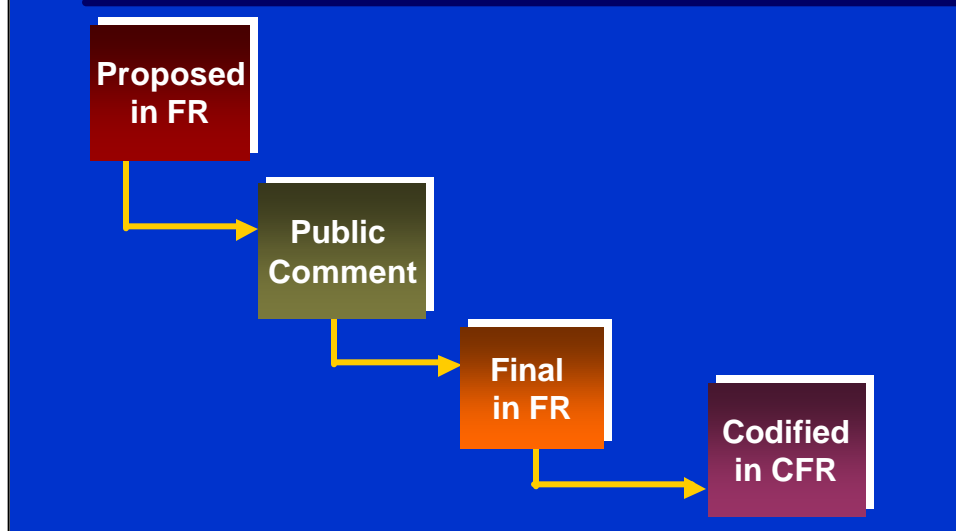 Proposed
in FR
Public
Comment
Final
in FR
Codified
in CFR